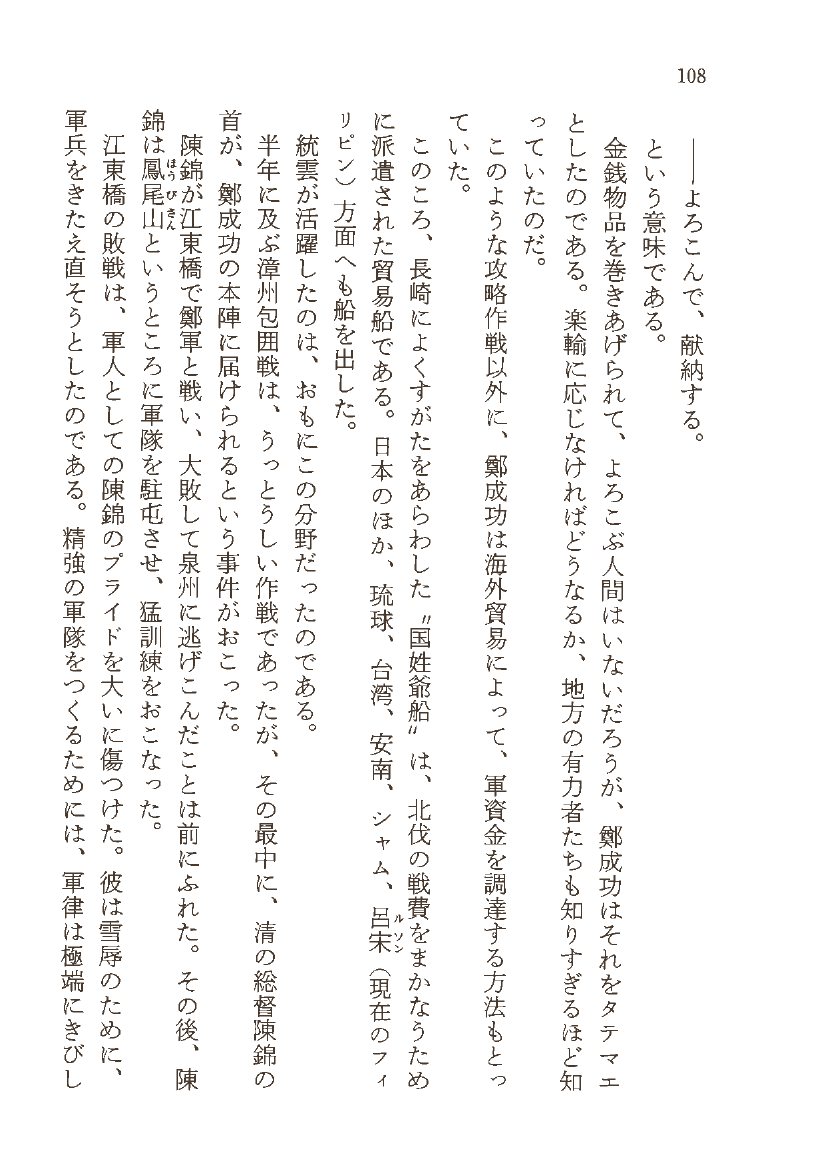 108
――よろこんで、献納する。
という意味である。
金銭物品を巻きあげられて、よろこぶ人間はいないだろうが、鄭成功はそれをタテマエ
としたのである。楽輸に応じなければどうなるか、地方の有力者たちも知りすぎるほど知
っていたのだ。
このような攻略作戦以外に、鄭成功は海外貿易によって、軍資金を調達する方法もとっ
ていた。
このころ、長崎によくすがたをあらわした〝国姓爺船〟は、北伐の戦費をまかなうため
に派遣された貿易船である。日本のほか、琉球、台湾、安南、シャム、呂宋（現在のフィ
ルソン
リピン）方面へも船を出した。
統雲が活躍したのは、おもにこの分野だったのである。
半年に及ぶ漳州包囲戦は、うっとうしい作戦であったが、その最中に、清の総督陳錦の
首が、鄭成功の本陣に届けられるという事件がおこった。
陳錦が江東橋で鄭軍と戦い、大敗して泉州に逃げこんだことは前にふれた。その後、陳
錦は鳳尾山というところに軍隊を駐屯させ、猛訓練をおこなった。
ほうびさん
江東橋の敗戦は、軍人としての陳錦のプライドを大いに傷つけた。彼は雪辱のために、
軍兵をきたえ直そうとしたのである。精強の軍隊をつくるためには、軍律は極端にきびし